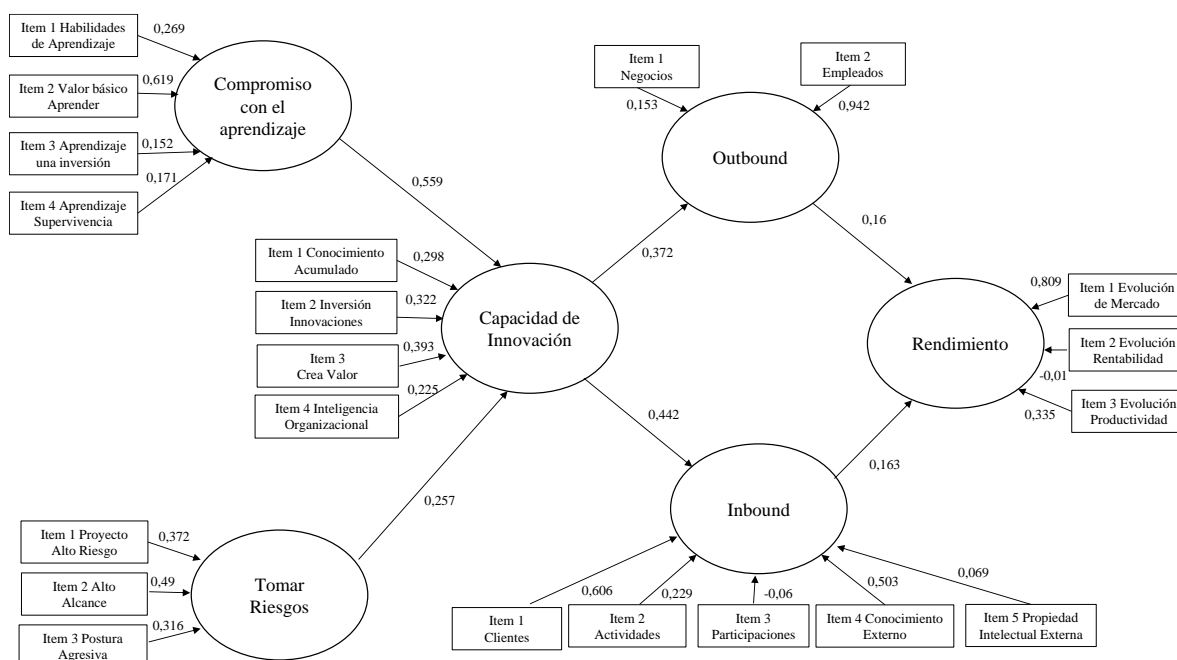 Item 1 Habilidades
de Aprendizaje
0,269
Item 2 Valor básico
Aprender
0,619
Item 3 Aprendizaje
una inversión
0,152
Item 4 Aprendizaje
Supervivencia
0,171
Compromiso
con el
aprendizaje
0,559
Item 1
Negocios
0,153
Item 2
Empleados
0,942
Outbound
0,16
0,372
Item 1 Conocimiento
Acumulado
0,298
Item 2 Inversión
Innovaciones
0,322
Item 3
Crea Valor
0,393
Item 4 Inteligencia
Organizacional
0,225
Capacidad de
Innovación
0,442
0,257
Rendimiento
0,809
Item 1 Evolución
de Mercado
Item 2 Evolución
Rentabilidad
-0,01
Item 3 Evolución
Productividad
0,335
0,163
Inbound
Item 1 Proyecto
Alto Riesgo
0,372
Item 2 Alto
Alcance
0,49
Item 3 Postura
Agresiva
0,316
Tomar
Riesgos
0,606
0,229
-0,06
0,503
0,069
Item 1
Clientes
Item 2
Actividades
Item 3
Participaciones
Item 4 Conocimiento
Externo
Item 5 Propiedad
Intelectual Externa